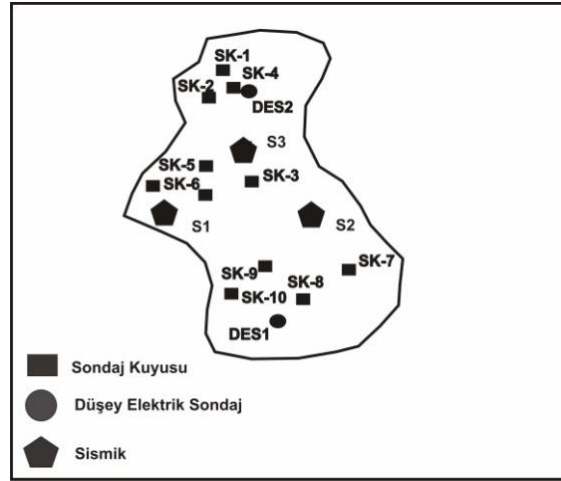 SK-1
SK-4
SK-2
DES2
S3
SK-5
SK-3
SK-6
S1
S2
SK-7
SK-9
SK-8
SK-10
DES1
Sondaj Kuyusu
Düşey Elektrik Sondaj
Sismik